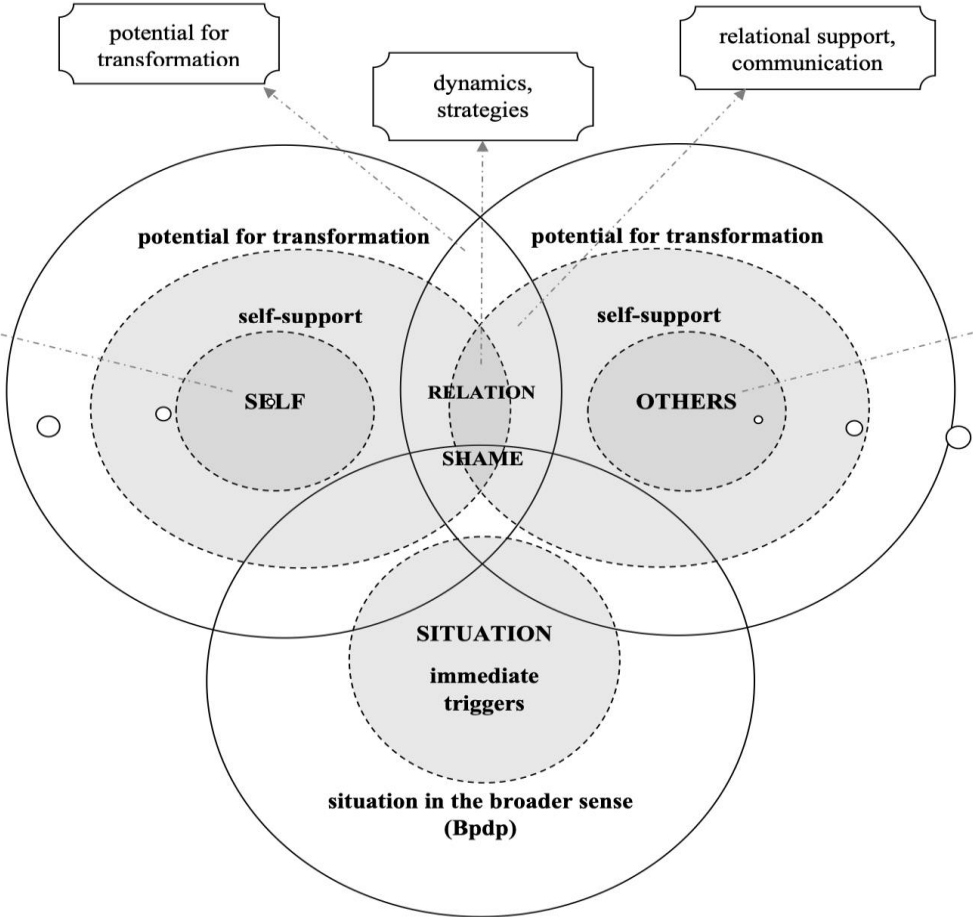 potential for
transformation
dynamics,
strategies
relational support,
communication
potential for transformation
potential for transformation
self-support
self-support
SELF
RELATION
OTHERS
SHAME
SITUATION
immediate
triggers
situation in the broader sense
(Bpdp)